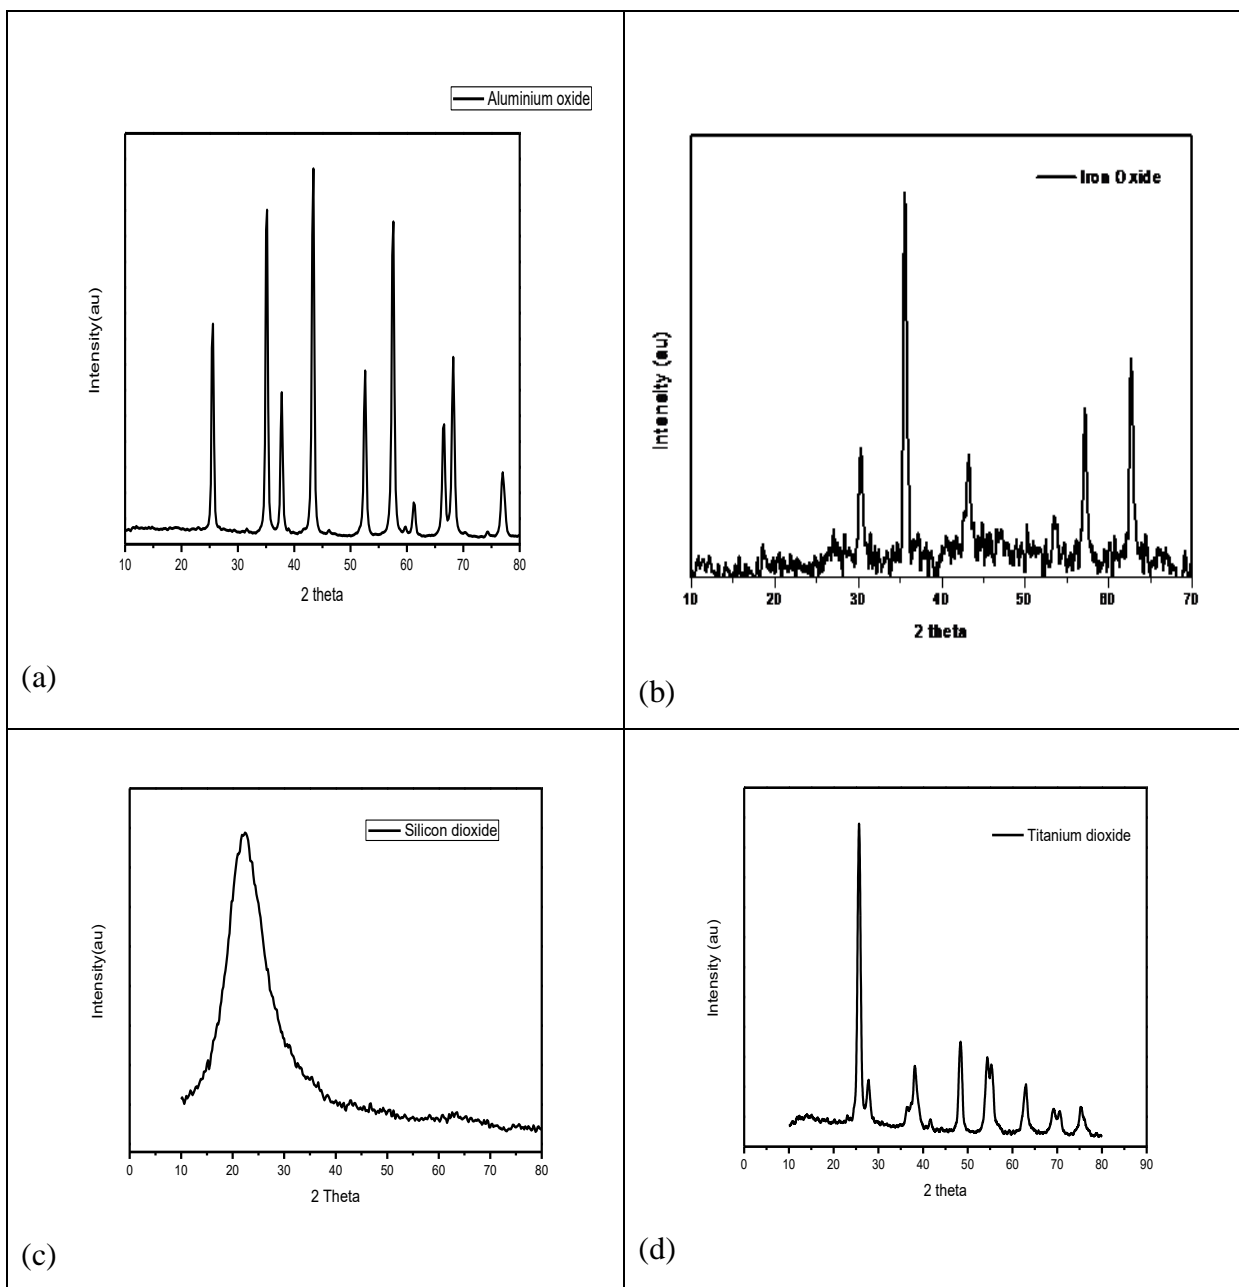 Aluminium oxide
Intensity(au)
10 20 30 40 50 60 70 80
2 theta
(a)
Iron Oxide
Intensity (au)
10 20 30 40 50 60 70
2 theta
(b)
Silicon dioxide
Intensity(au)
0 10 20 30 40 50 60 70 80
2 Theta
(c)
Titanium dioxide
Intensity (au)
0 10 20 30 40 50 60 70 80 90
2 theta
(d)